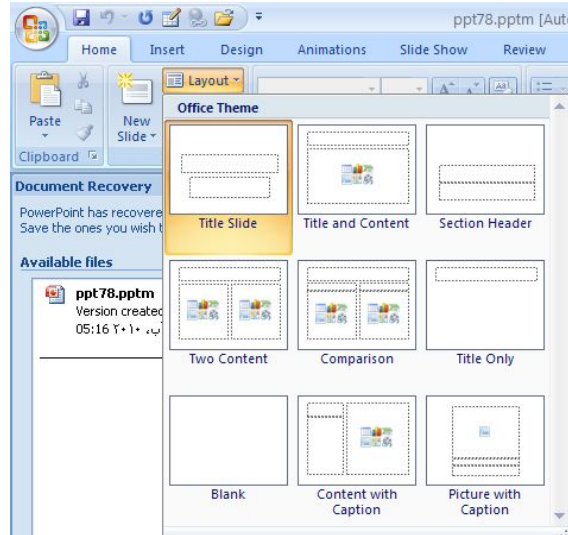 ppt78.pptm [Aut
Home Insert Design Animations Slide Show Review
Layout
Paste
New
Slide
Clipboard
Office Theme
Title Slide Title and Content Section Header
Two Content Comparison Title Only
Blank Content with
Caption Picture with
Caption
Document Recovery
PowerPoint has recovere
Save the ones you wish t
Available files
ppt78.pptm
Version created
05:16 ٢٠١٠ آب،